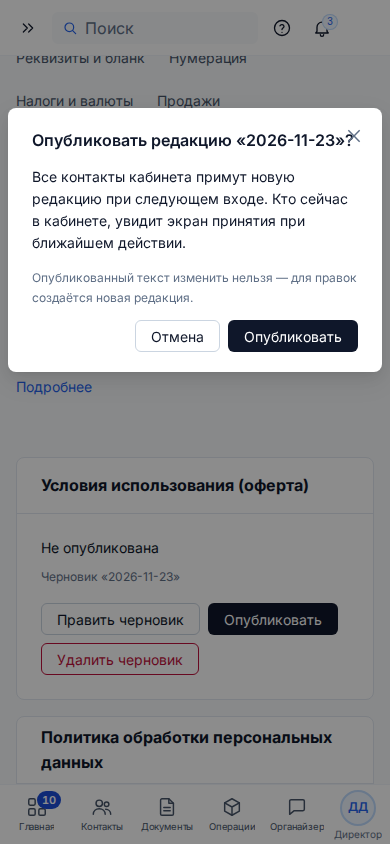 Поиск
3
Реквизиты и бланк Нумерация
Налоги и валюты Продажи
Опубликовать редакцию «2026-11-23»?
Все контакты кабинета примут новую
редакцию при следующем входе. Кто сейчас
в кабинете, увидит экран принятия при
ближайшем действии.
Опубликованный текст изменить нельзя — для правок
создаётся новая редакция.
Отмена Опубликовать
Подробнее
Условия использования (оферта)
Не опубликована
Черновик «2026-11-23»
Править черновик Опубликовать
Удалить черновик
Политика обработки персональных
данных
10 ДД
Главная Контакты Документы Операции Органайзер Директор